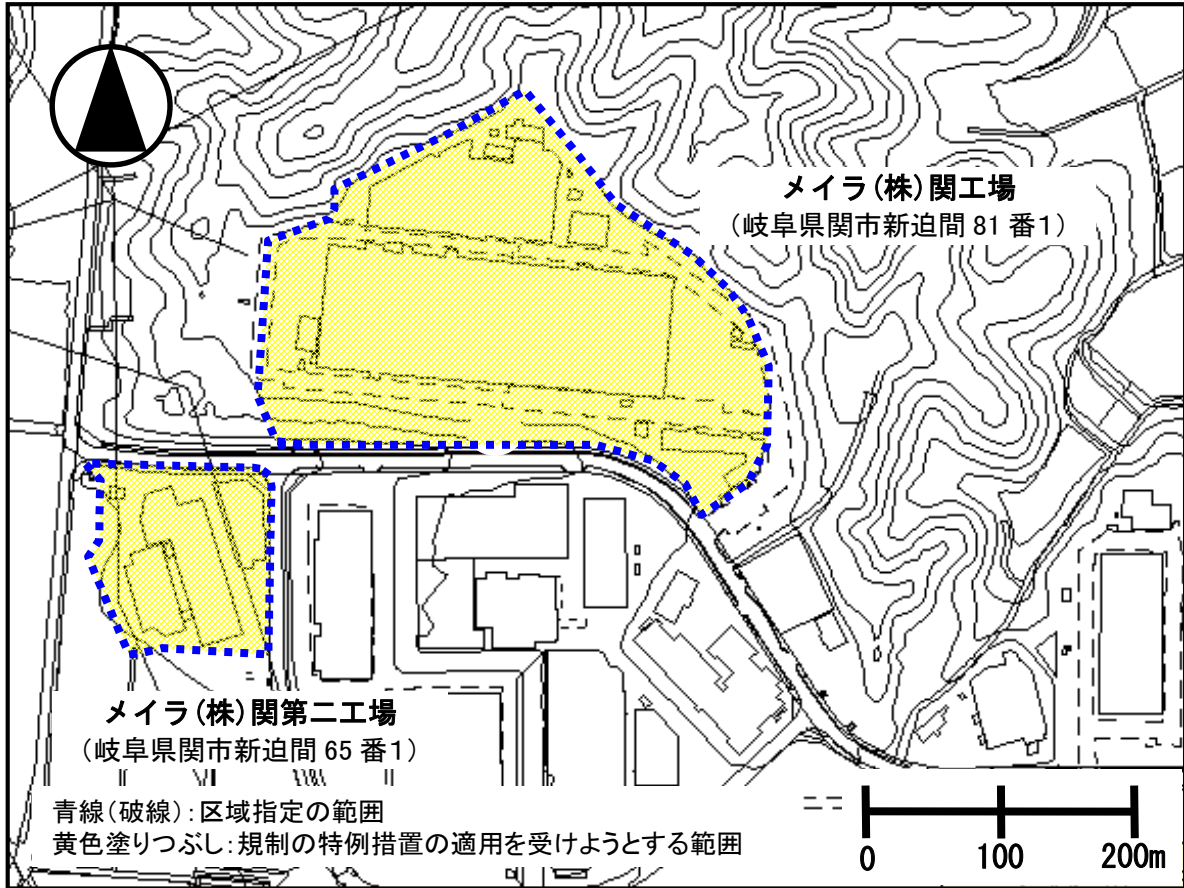 メイラ(株)関工場
(岐阜県関市新迫間 81 番1)
メイラ(株)関第二工場
(岐阜県関市新迫間 65 番1)
青線(破線):区域指定の範囲
黄色塗りつぶし:規制の特例措置の適用を受けようとする範囲
0 100 200m